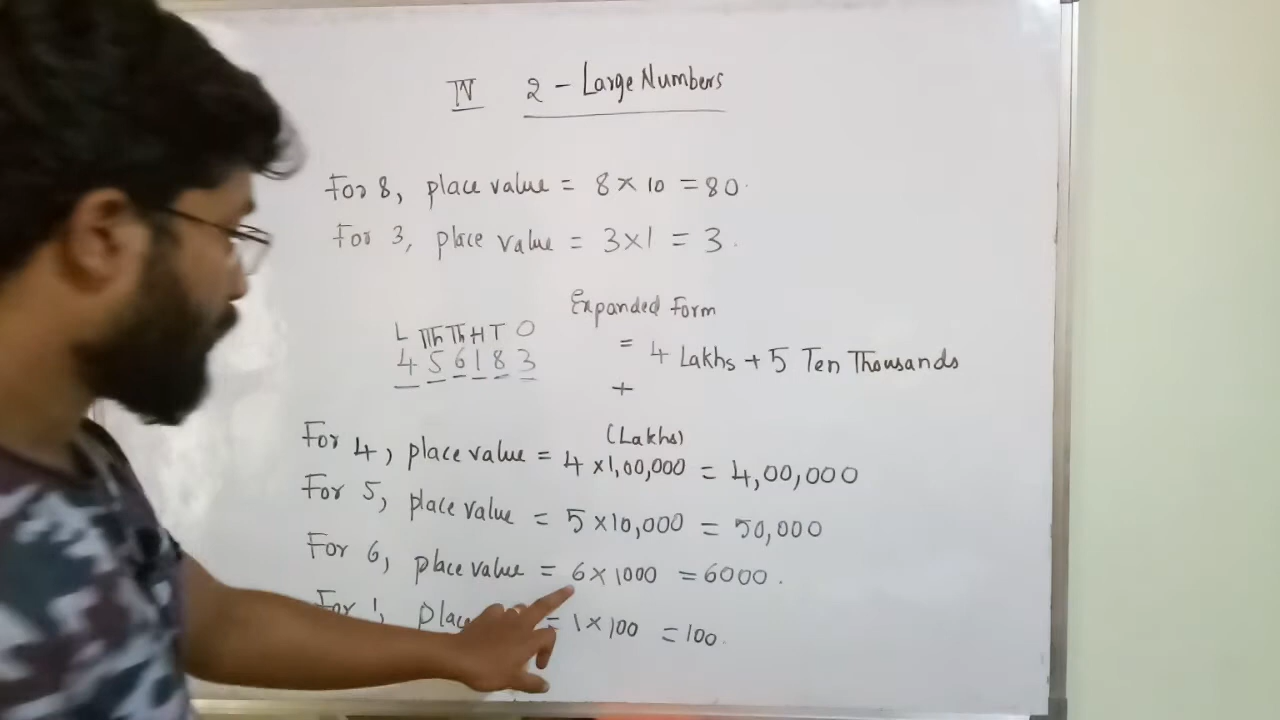 IV 2 - Large Numbers
For 8, place value = 8 × 10 = 80.
For 3, place value = 3×1 = 3.
Expanded Form
L TTh Th H T O
4 5 6 1 8 3
= 4 Lakhs + 5 Ten Thousands
+
(Lakhs)
For 4, place value = 4 ×1,00,000 = 4,00,000
For 5, place value = 5 ×10,000 = 50,000
For 6, place value = 6× 1000 = 6000.
For 1, = 1 × 100 = 100.